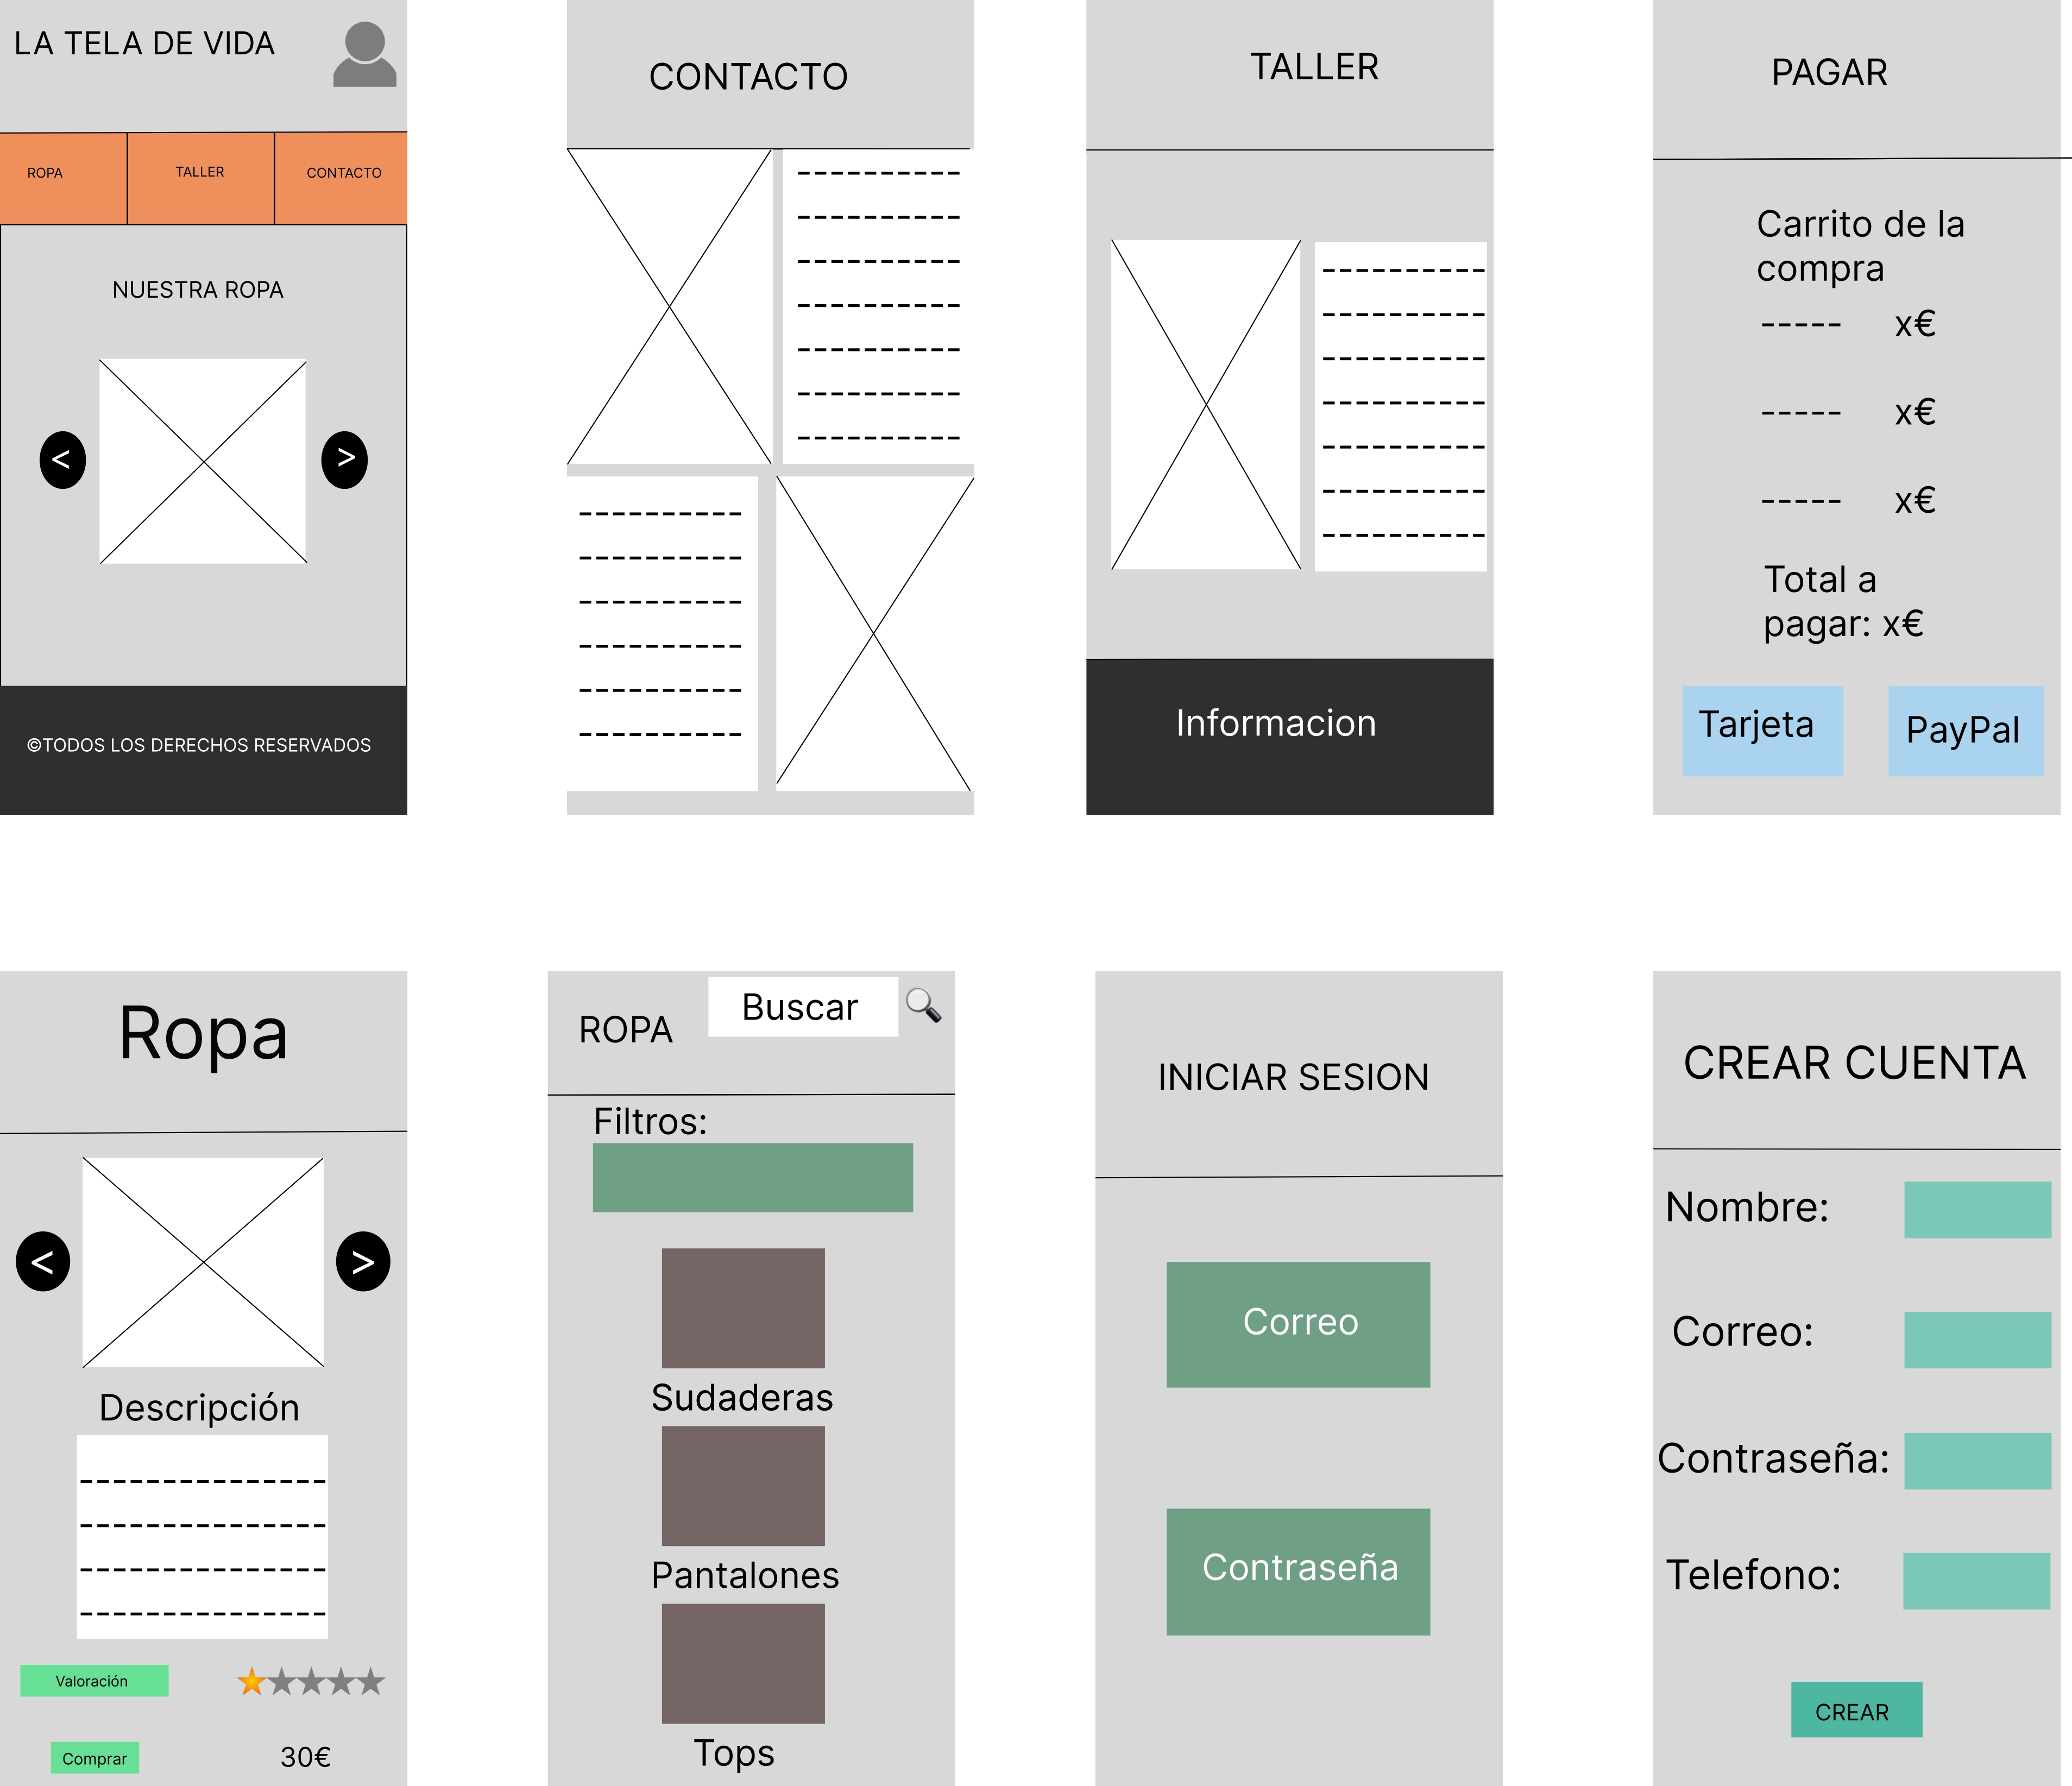 LA TELA DE VIDA
ROPA
TALLER
CONTACTO
NUESTRA ROPA
<
>
©TODOS LOS DERECHOS RESERVADOS
CONTACTO
TALLER
Informacion
PAGAR
Carrito de la
compra
----- x€
----- x€
----- x€
Total a
pagar: x€
Tarjeta
PayPal
Ropa
<
>
Descripción
Valoración
Comprar
30€
ROPA
Buscar
Filtros:
Sudaderas
Pantalones
Tops
INICIAR SESION
Correo
Contraseña
CREAR CUENTA
Nombre:
Correo:
Contraseña:
Telefono:
CREAR